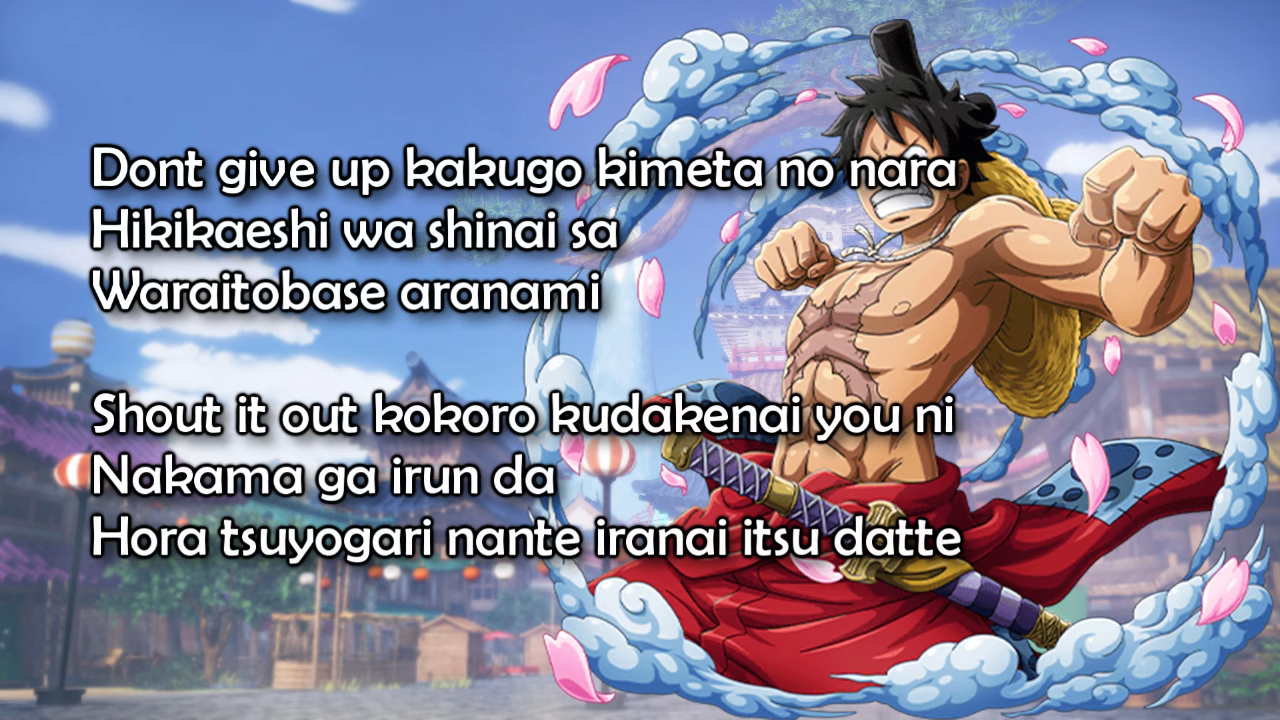 Dont give up kakugo kimeta no nara
Hikikaeshi wa shinai sa
Waraitobase aranami
Shout it out kokoro kudakenai you ni
Nakama ga irun da
Hora tsuyogari nante iranai itsu datte